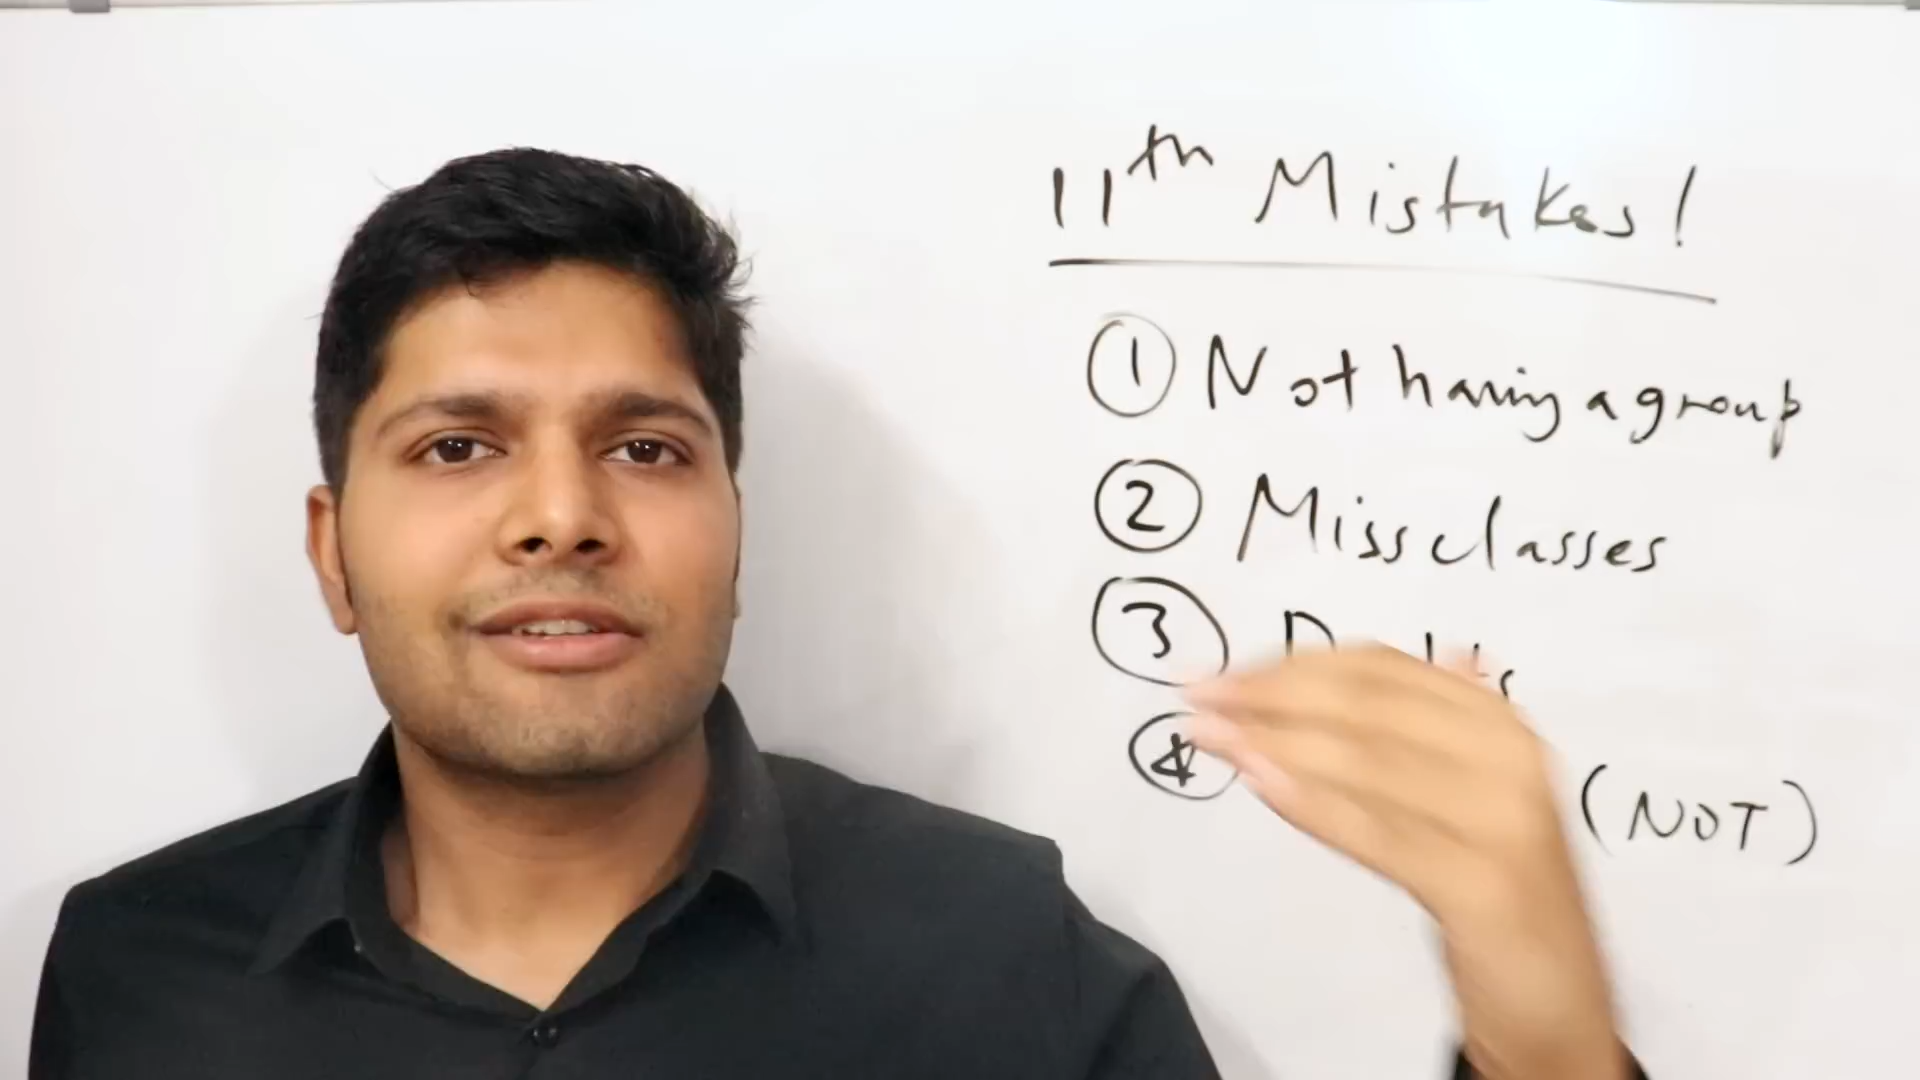 11th Mistakes!
① Not having a group
② Miss classes
③
④ (NOT)